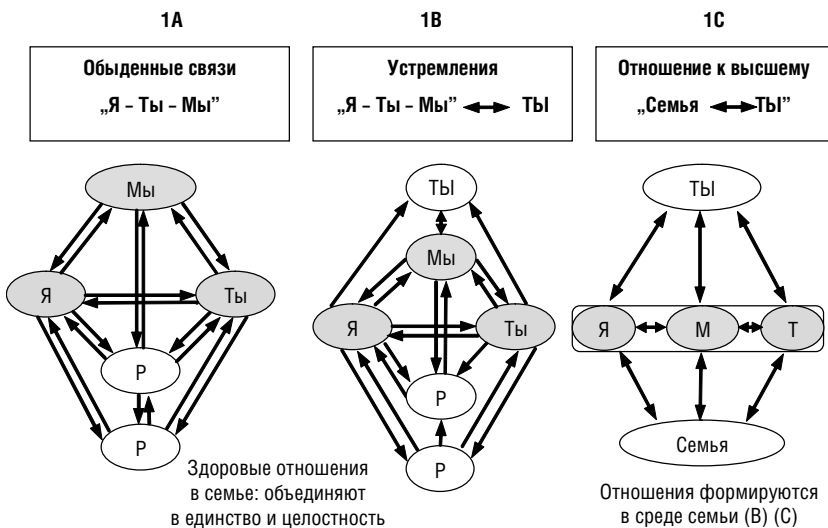 1A
1B
1C
Обыденные связи
„Я – Ты – Мы”
Устремления
„Я – Ты – Мы” ТЫ
Отношение к высшему
„Семья ТЫ”
Мы
Я
Ты
Р
Р
ТЫ
Мы
Я
Ты
Р
Р
ТЫ
Я
М
Т
Семья
Здоровые отношения
в семье: объединяют
в единство и целостность
Отношения формируются
в среде семьи (В) (С)